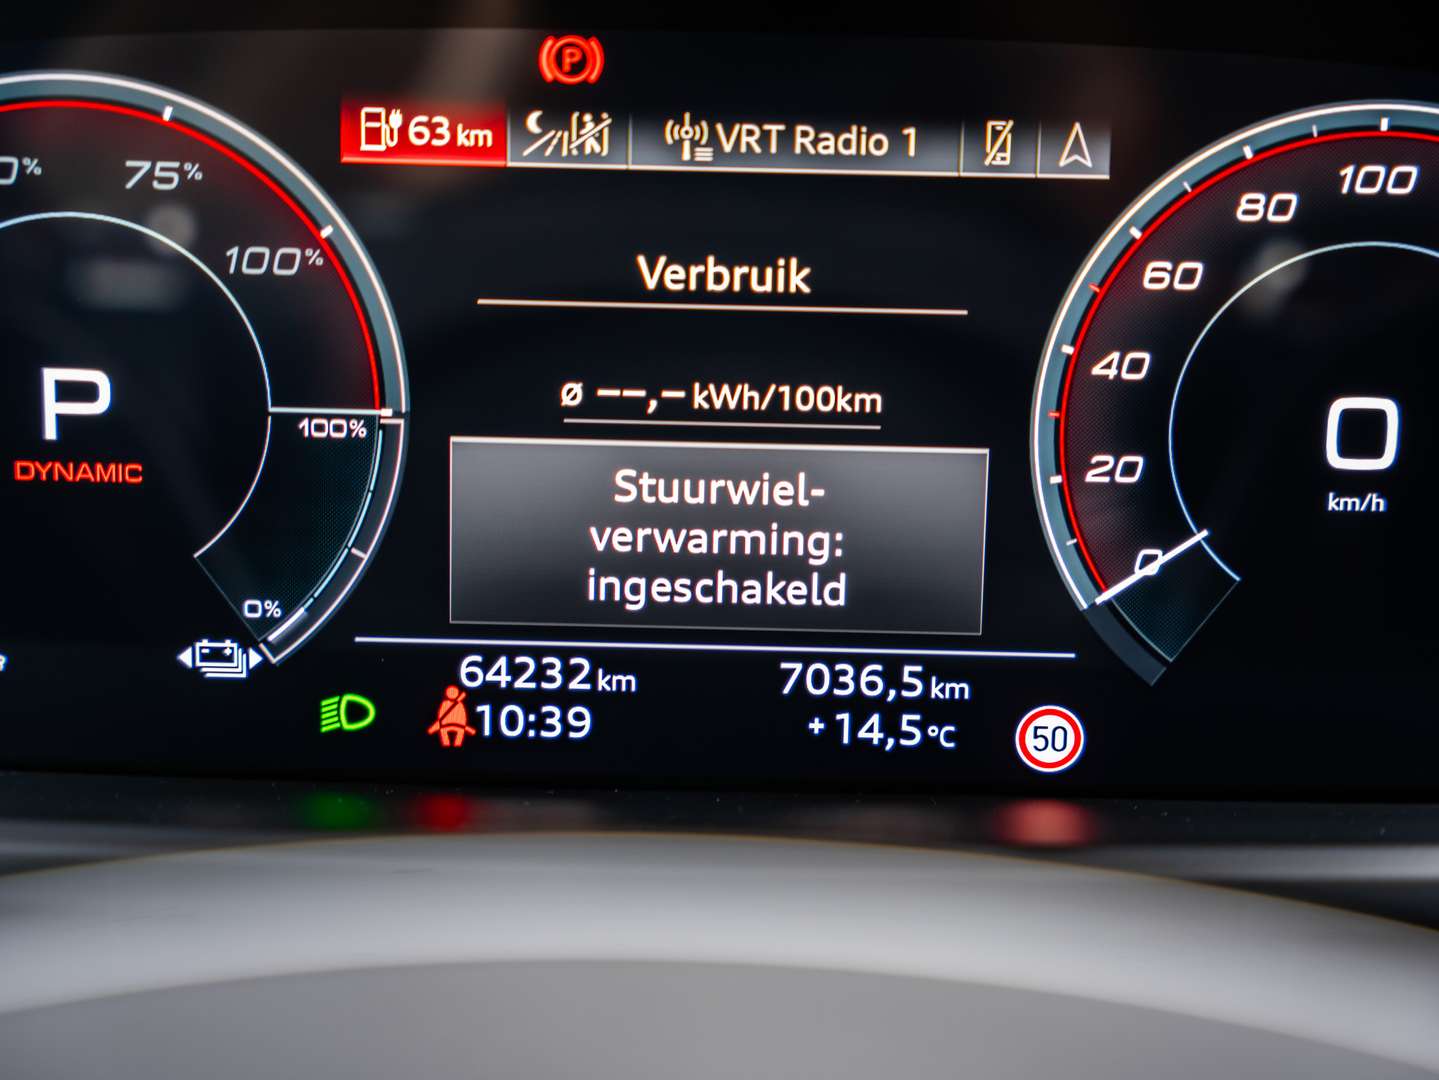 P
63 km
VRT Radio 1
75%
100%
100
80
60
40
20
0
Verbruik
ø --,- kWh/100km
P
DYNAMIC
100%
0%
0
km/h
Stuurwiel-
verwarming:
ingeschakeld
64232 km
7036,5 km
10:39
+14,5 °C
50